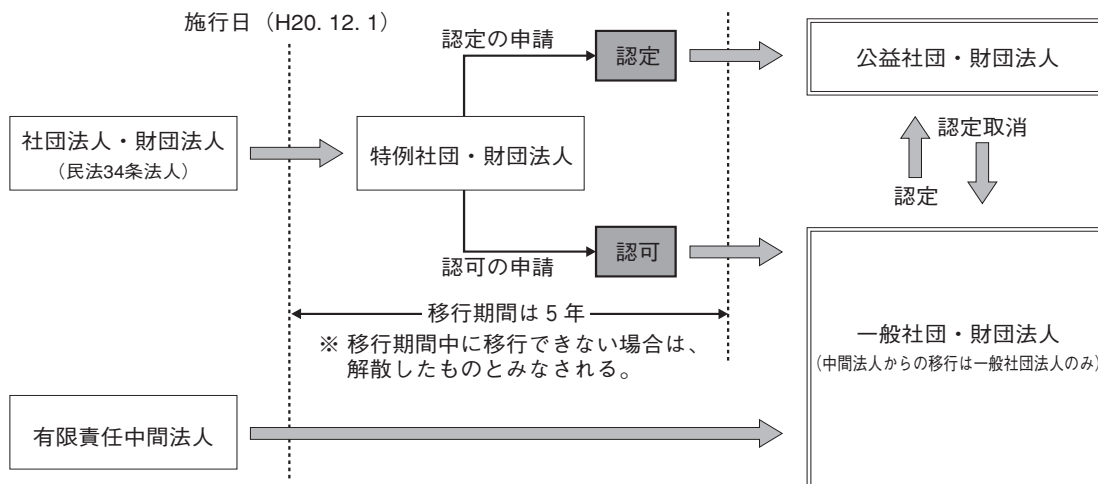 施行日（H20. 12. 1）
認定の申請
認定
公益社団・財団法人
社団法人・財団法人
（民法34条法人）
特例社団・財団法人
認定取消
認定
認可の申請
認可
移行期間は 5 年
※ 移行期間中に移行できない場合は、
解散したものとみなされる。
一般社団・財団法人
（中間法人からの移行は一般社団法人のみ）
有限責任中間法人